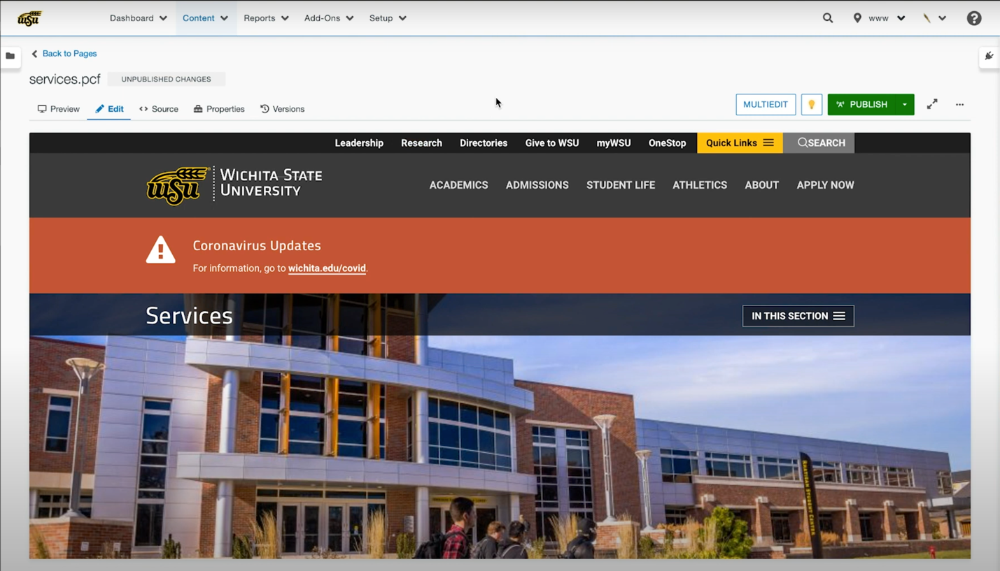 WSU
Dashboard Content Reports Add-Ons Setup www
Back to Pages
services.pcf UNPUBLISHED CHANGES
Preview Edit Source Properties Versions MULTIEDIT PUBLISH
Leadership Research Directories Give to WSU myWSU OneStop Quick Links SEARCH
WSU WICHITA STATE
UNIVERSITY
ACADEMICS ADMISSIONS STUDENT LIFE ATHLETICS ABOUT APPLY NOW
Coronavirus Updates
For information, go to wichita.edu/covid.
Services IN THIS SECTION
RHATIGAN STUDENT CENTER